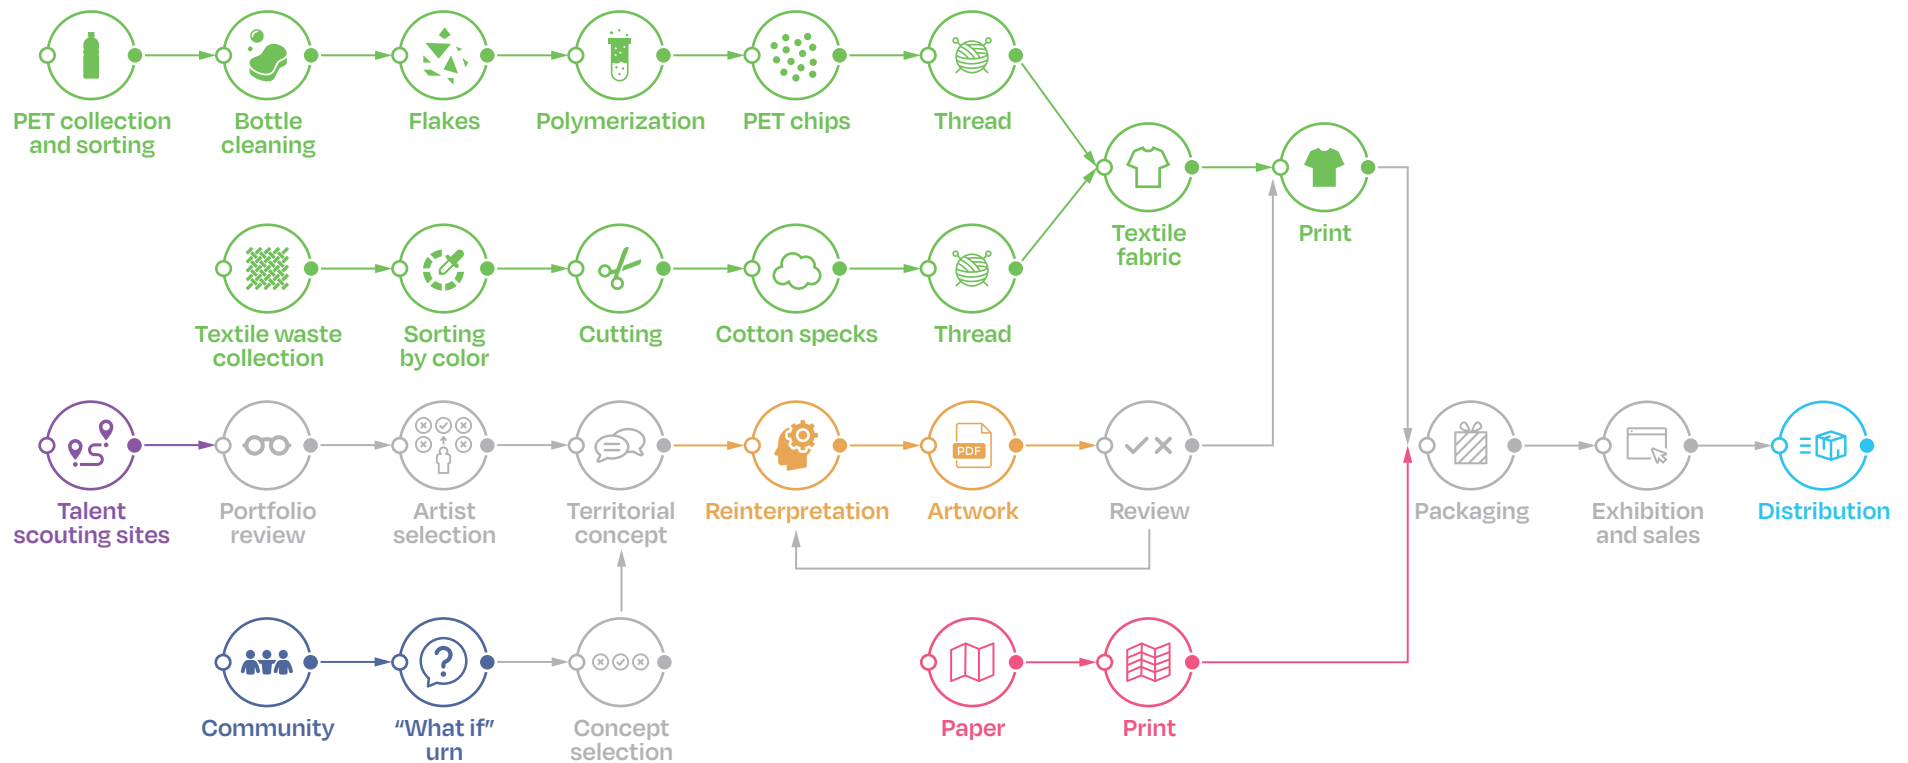 PET collection
and sorting
Bottle
cleaning
Flakes
Polymerization
PET chips
Thread
Textile
fabric
Print
Textile waste
collection
Sorting
by color
Cutting
Cotton specks
Thread
Talent
scouting sites
Portfolio
review
Artist
selection
Territorial
concept
Reinterpretation
PDF
Artwork
Review
Packaging
Exhibition
and sales
Distribution
Community
“What if”
urn
Concept
selection
Paper
Print